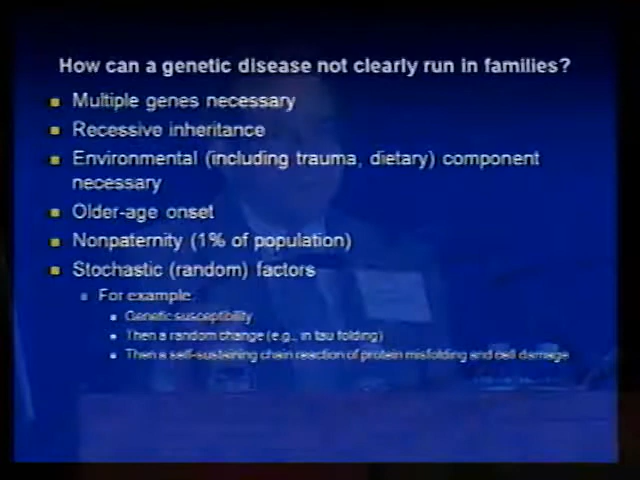 How can a genetic disease not clearly run in families?
Multiple genes necessary
Recessive inheritance
Environmental (including trauma, dietary) component
necessary
Older-age onset
Nonpaternity (1% of population)
Stochastic (random) factors
For example:
Genetic susceptibility
Then a random change (e.g., in tau folding)
Then a self-sustaining chain reaction of protein misfolding and cell damage